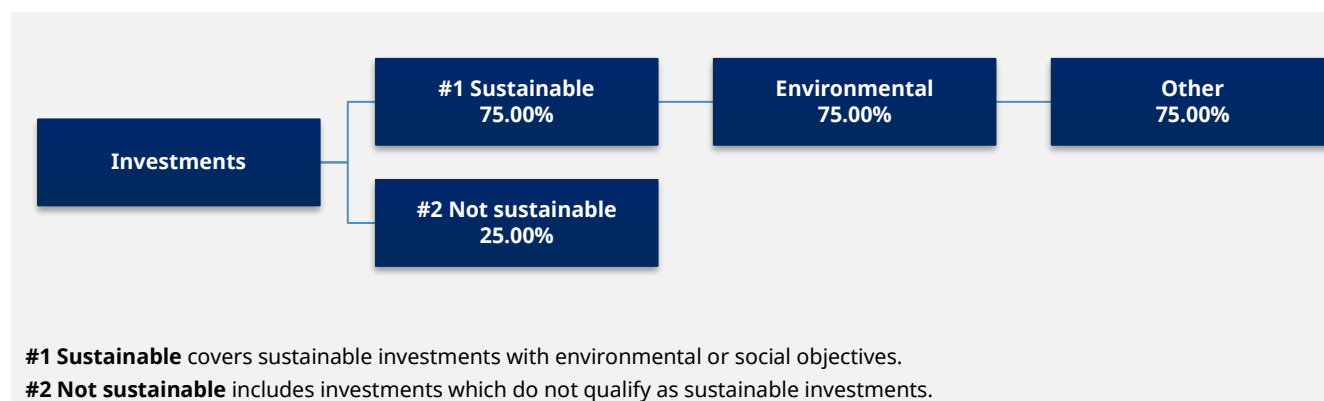 #1 Sustainable
75.00%
Environmental
75.00%
Other
75.00%
Investments
#2 Not sustainable
25.00%
#1 Sustainable covers sustainable investments with environmental or social objectives.
#2 Not sustainable includes investments which do not qualify as sustainable investments.